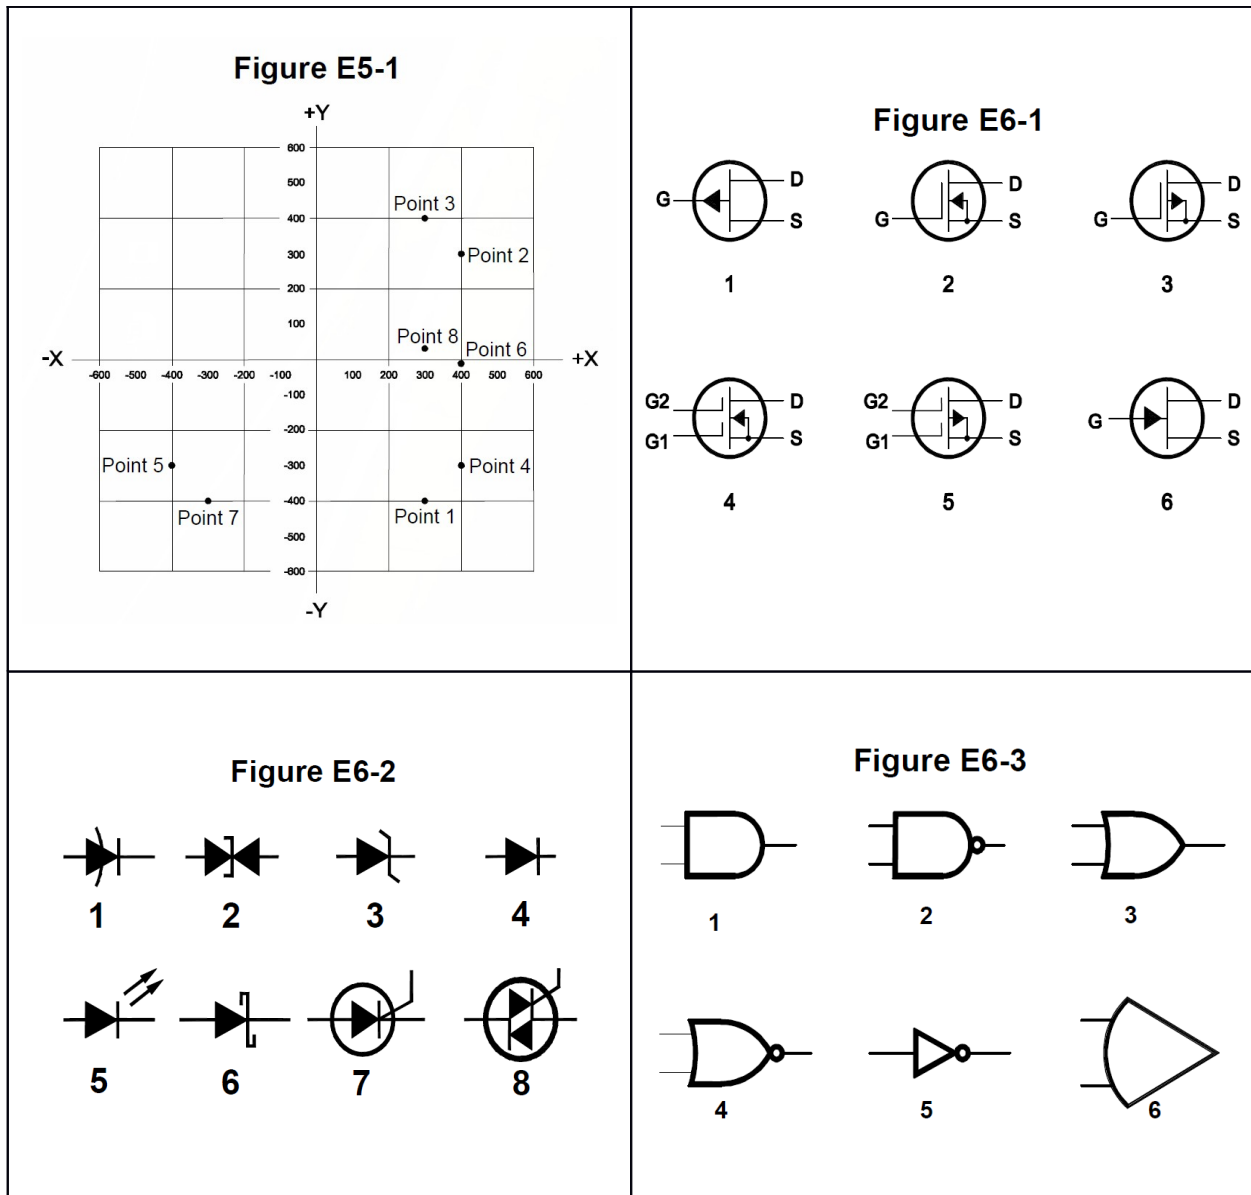 Figure E5-1
+Y
600
500
Point 3
400
300
Point 2
200
100
Point 8
Point 6
-X
+X
-600 -500 -400 -300 -200 -100 100 200 300 400 500 600
-100
-200
Point 5
-300
Point 4
-400
Point 7
Point 1
-500
-600
-Y
Figure E6-1
G D S
G D S
G D S
1 2 3
G2 G1 D S
G2 G1 D S
G D S
4 5 6
Figure E6-2
1 2 3 4
5 6 7 8
Figure E6-3
1 2 3
4 5 6